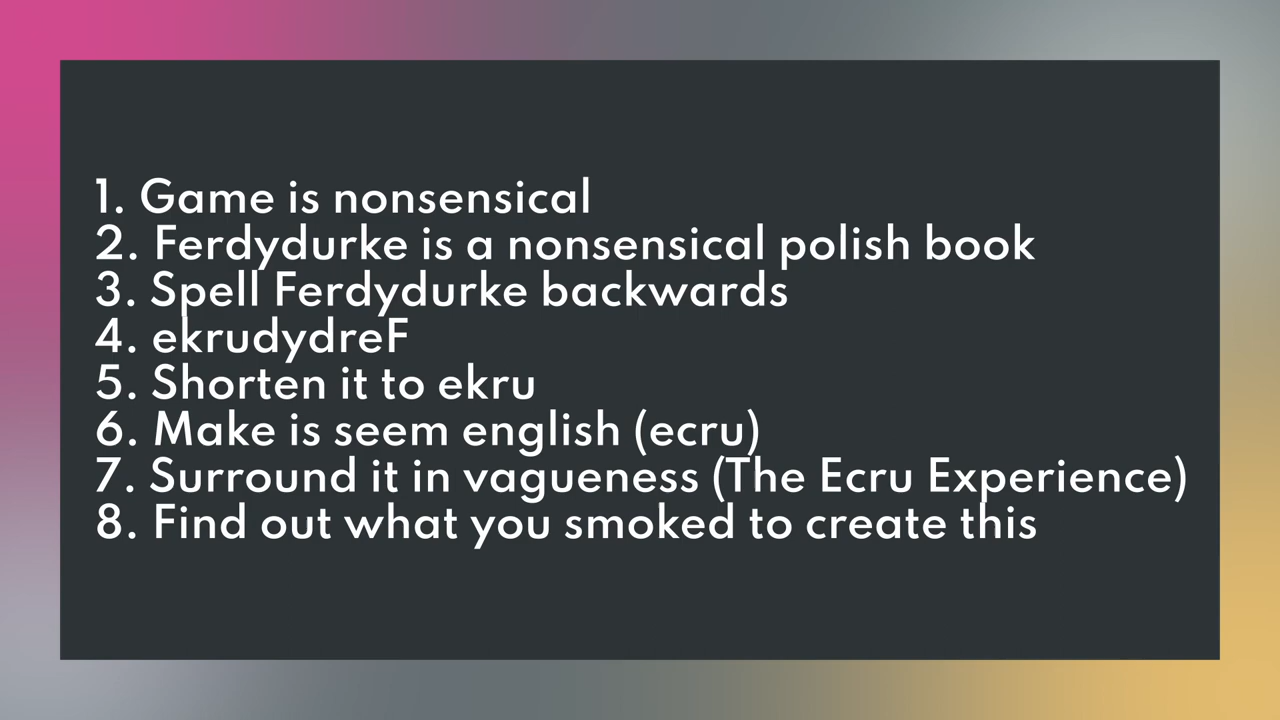 1. Game is nonsensical
2. Ferdydurke is a nonsensical polish book
3. Spell Ferdydurke backwards
4. ekrudydreF
5. Shorten it to ekru
6. Make is seem english (ecru)
7. Surround it in vagueness (The Ecru Experience)
8. Find out what you smoked to create this